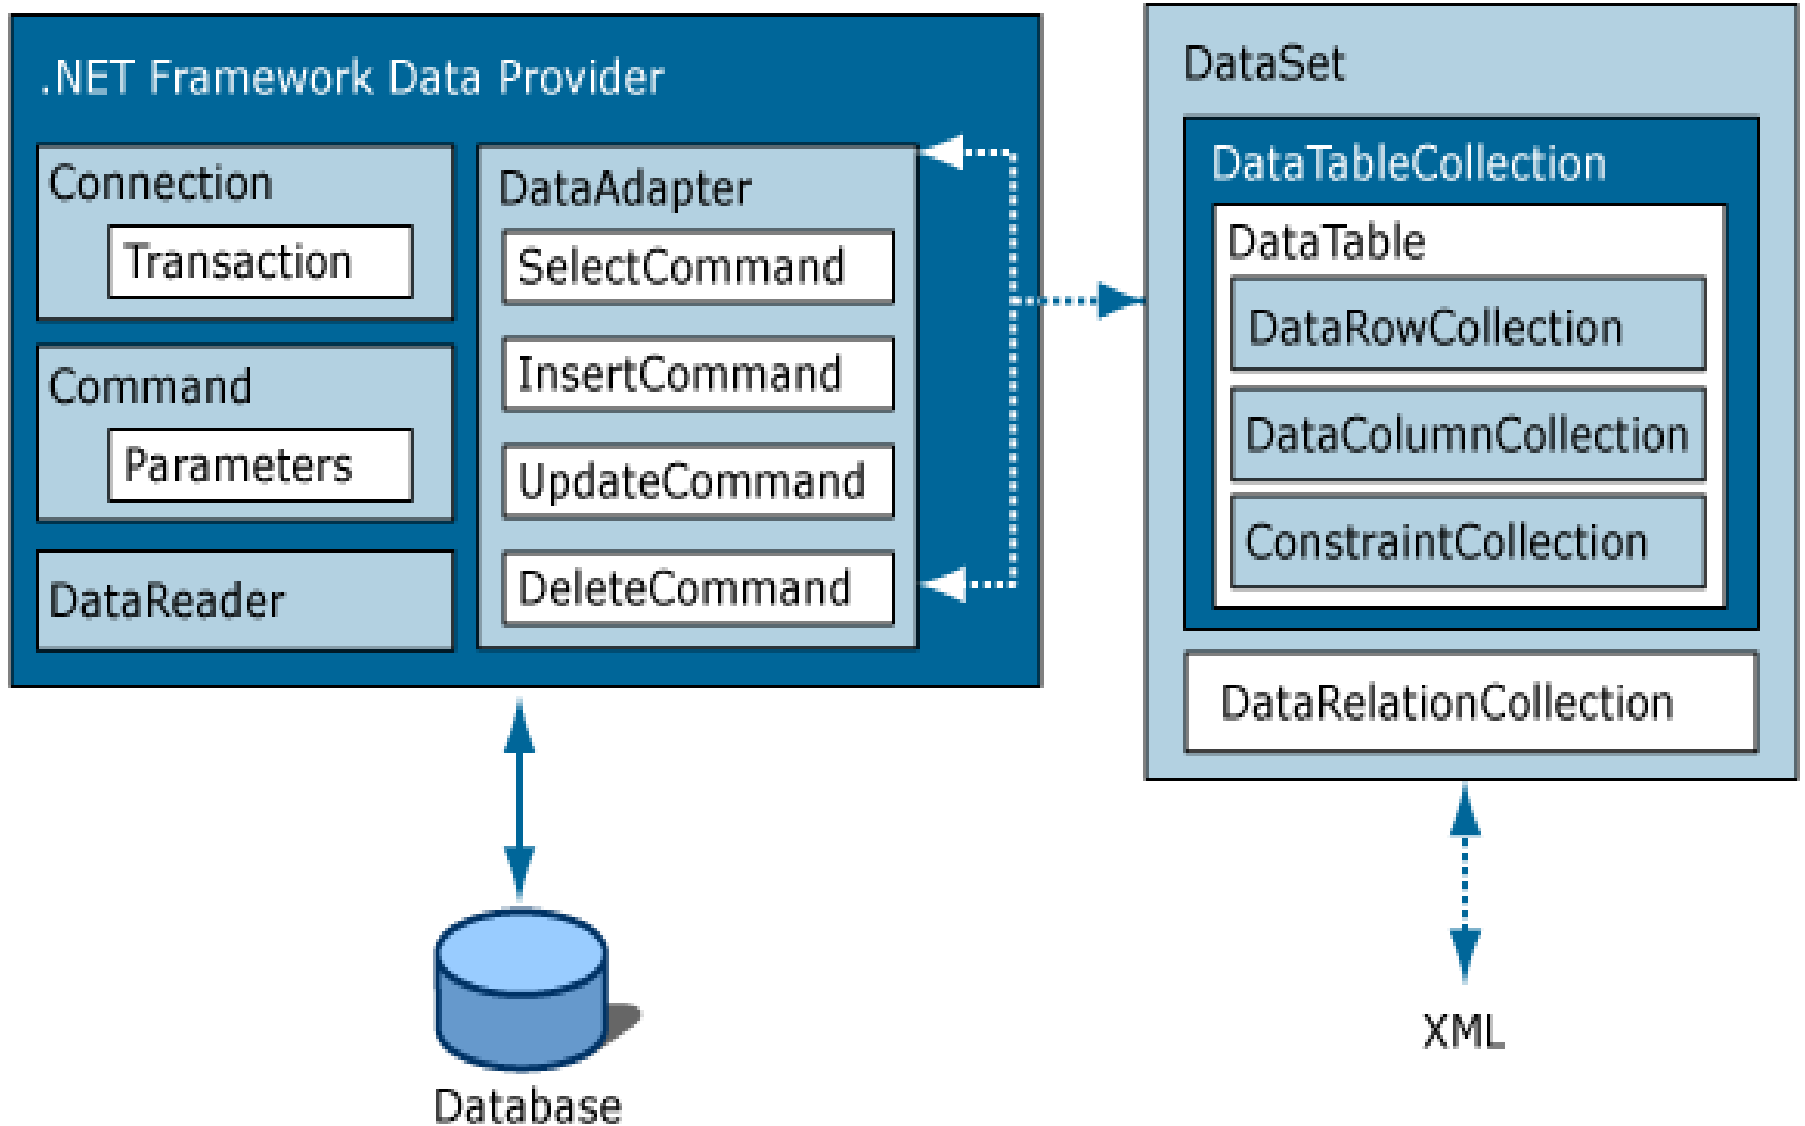 .NET Framework Data Provider
Connection
Transaction
Command
Parameters
DataReader
DataAdapter
SelectCommand
InsertCommand
UpdateCommand
DeleteCommand
Database
DataSet
DataTableCollection
DataTable
DataRowCollection
DataColumnCollection
ConstraintCollection
DataRelationCollection
XML